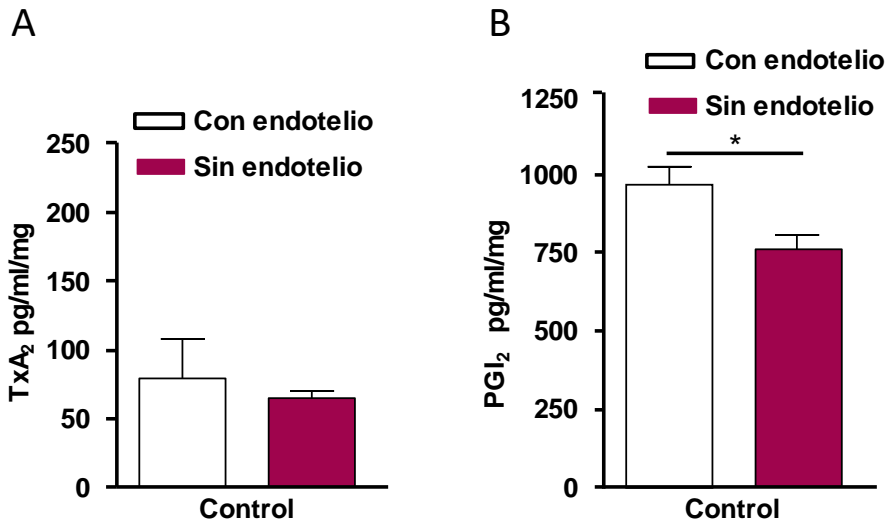 A
Con endotelio
Sin endotelio
250
200
150
100
50
0
TxA₂ pg/ml/mg
Control
B
Con endotelio
Sin endotelio
1250
1000
750
500
250
0
*
PGI₂ pg/ml/mg
Control